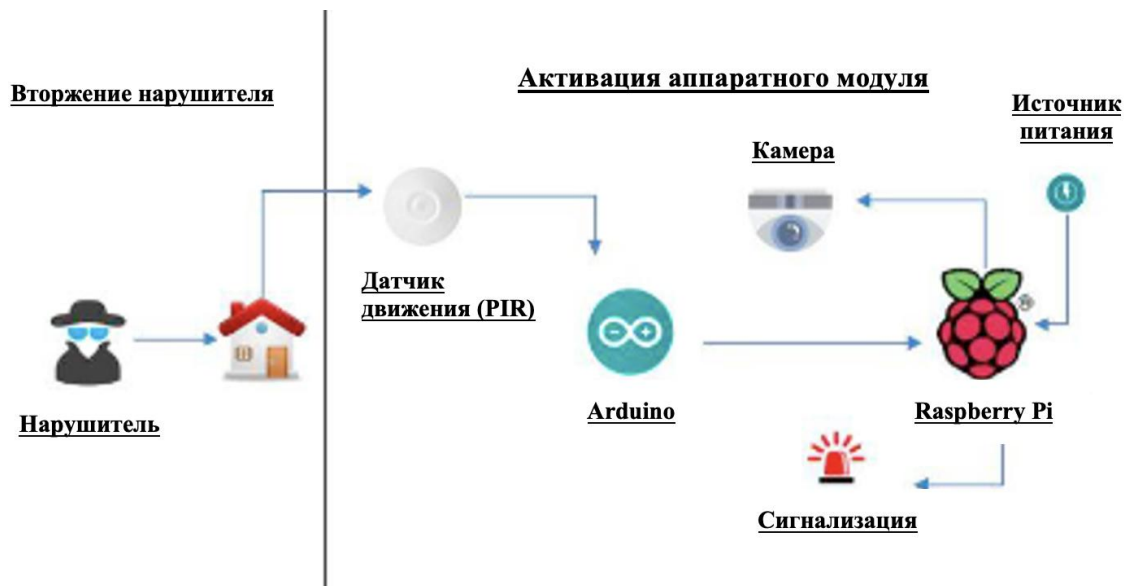 Вторжение нарушителя
Активация аппаратного модуля
Источник
питания
Камера
Датчик
движения (PIR)
Нарушитель
Arduino
Raspberry Pi
Сигнализация